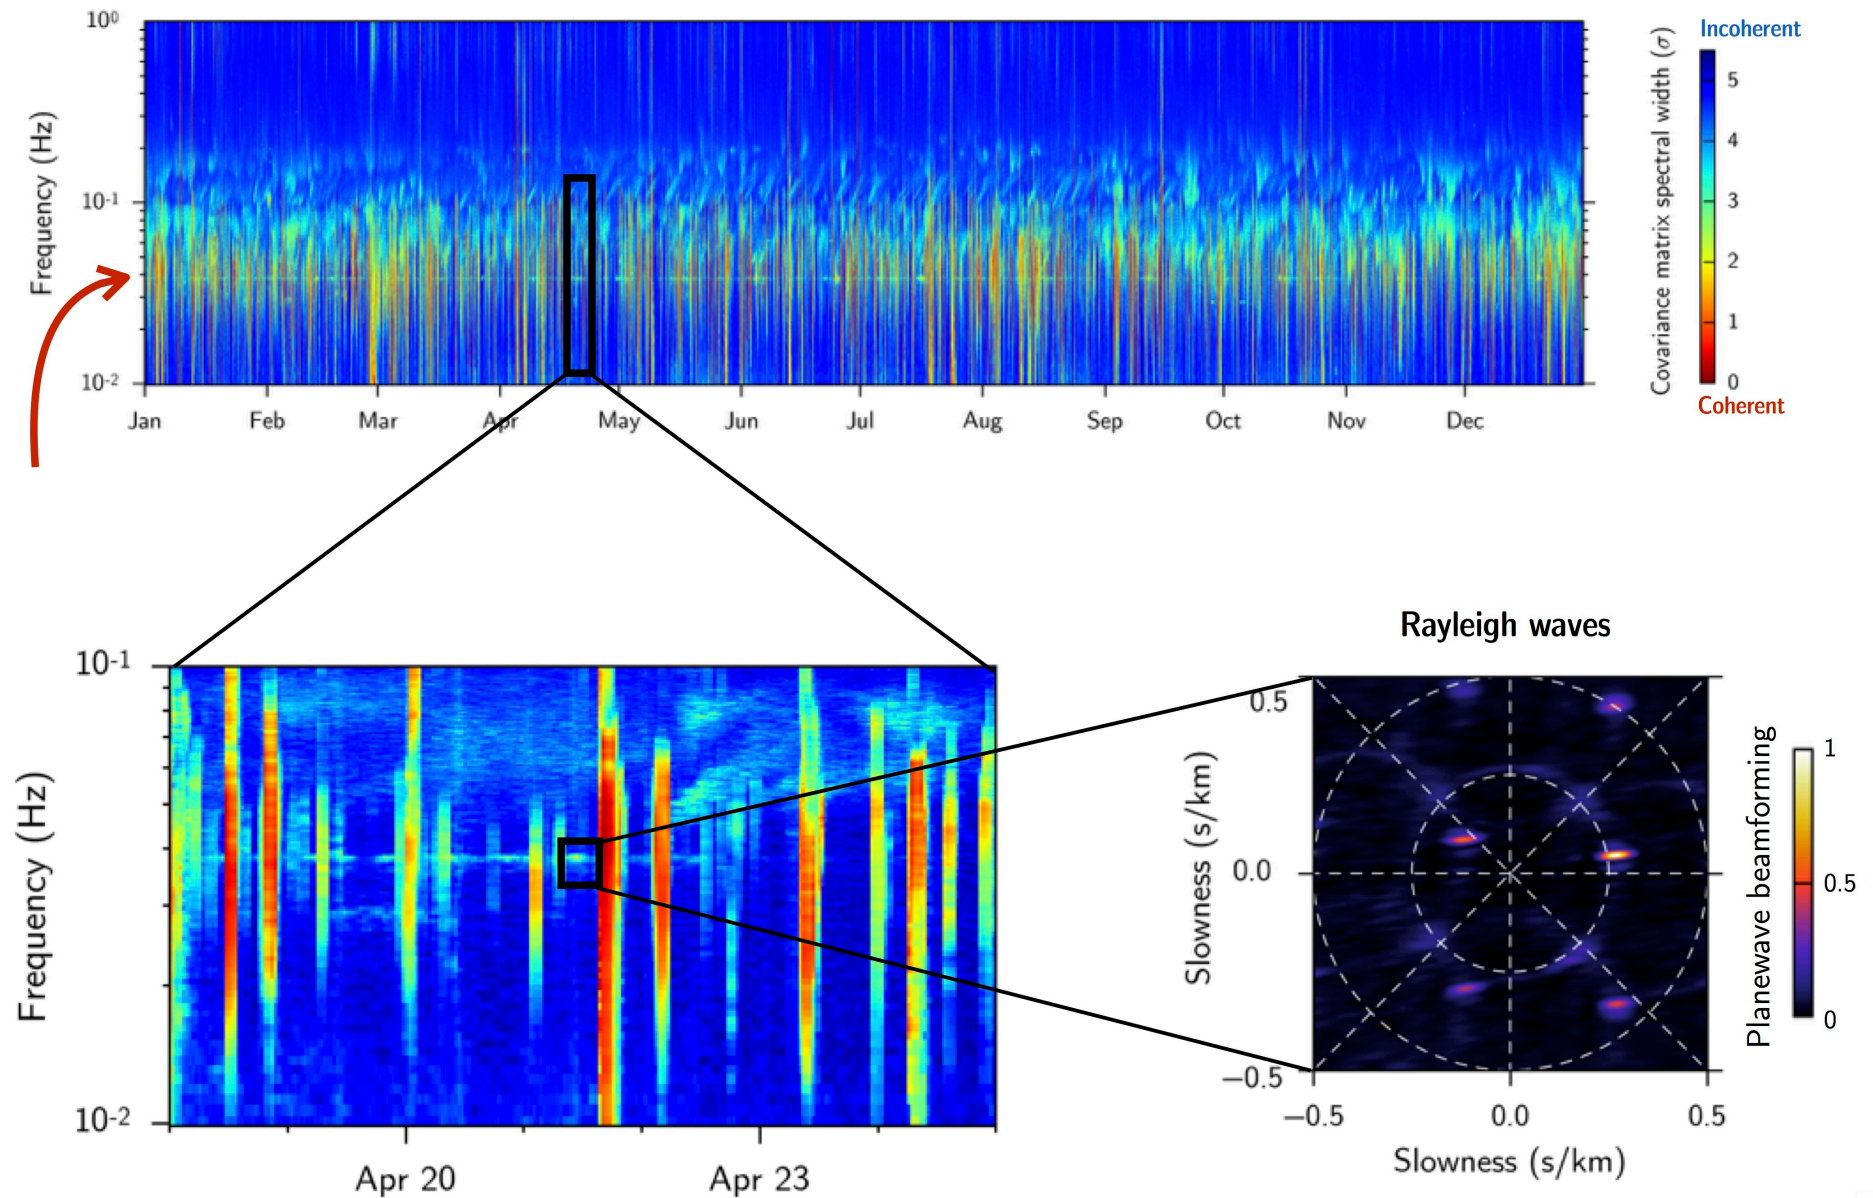 10⁰
10⁻¹
10⁻²
Frequency (Hz)
Jan Feb Mar Apr May Jun Jul Aug Sep Oct Nov Dec
Incoherent
Covariance matrix spectral width (σ)
5
4
3
2
1
0
Coherent
10⁻¹
10⁻²
Frequency (Hz)
Apr 20 Apr 23
Rayleigh waves
0.5
0.0
−0.5
Slowness (s/km)
−0.5 0.0 0.5
Slowness (s/km)
Planewave beamforming
1
0.5
0